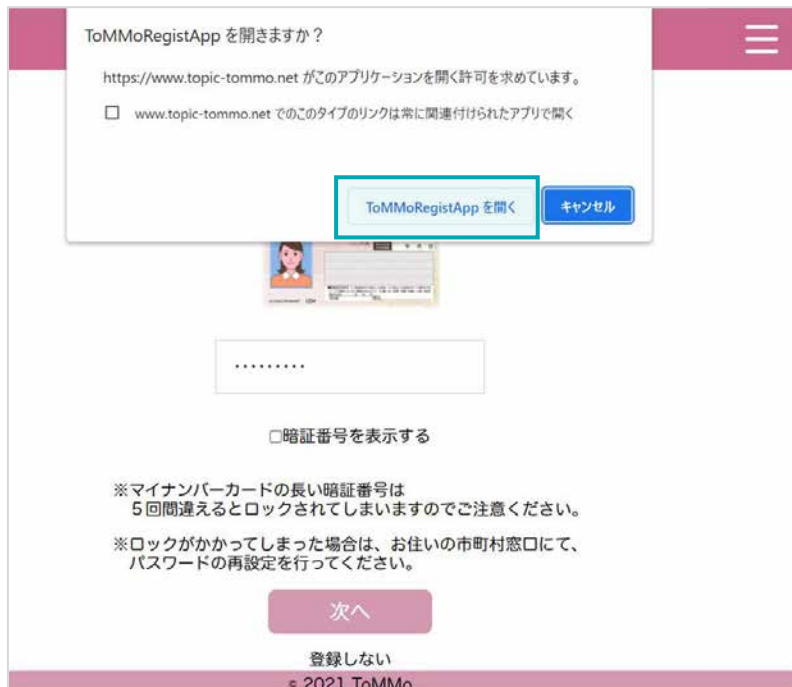 ToMMoRegistApp を開きますか？
https://www.topic-tommo.net がこのアプリケーションを開く許可を求めています。
www.topic-tommo.net でのこのタイプのリンクは常に関連付けられたアプリで開く
ToMMoRegistApp を開く
キャンセル
·········
暗証番号を表示する
※マイナンバーカードの長い暗証番号は
５回間違えるとロックされてしまいますのでご注意ください。
※ロックがかかってしまった場合は、お住いの市町村窓口にて、
パスワードの再設定を行ってください。
次へ
登録しない
© 2021 ToMMo